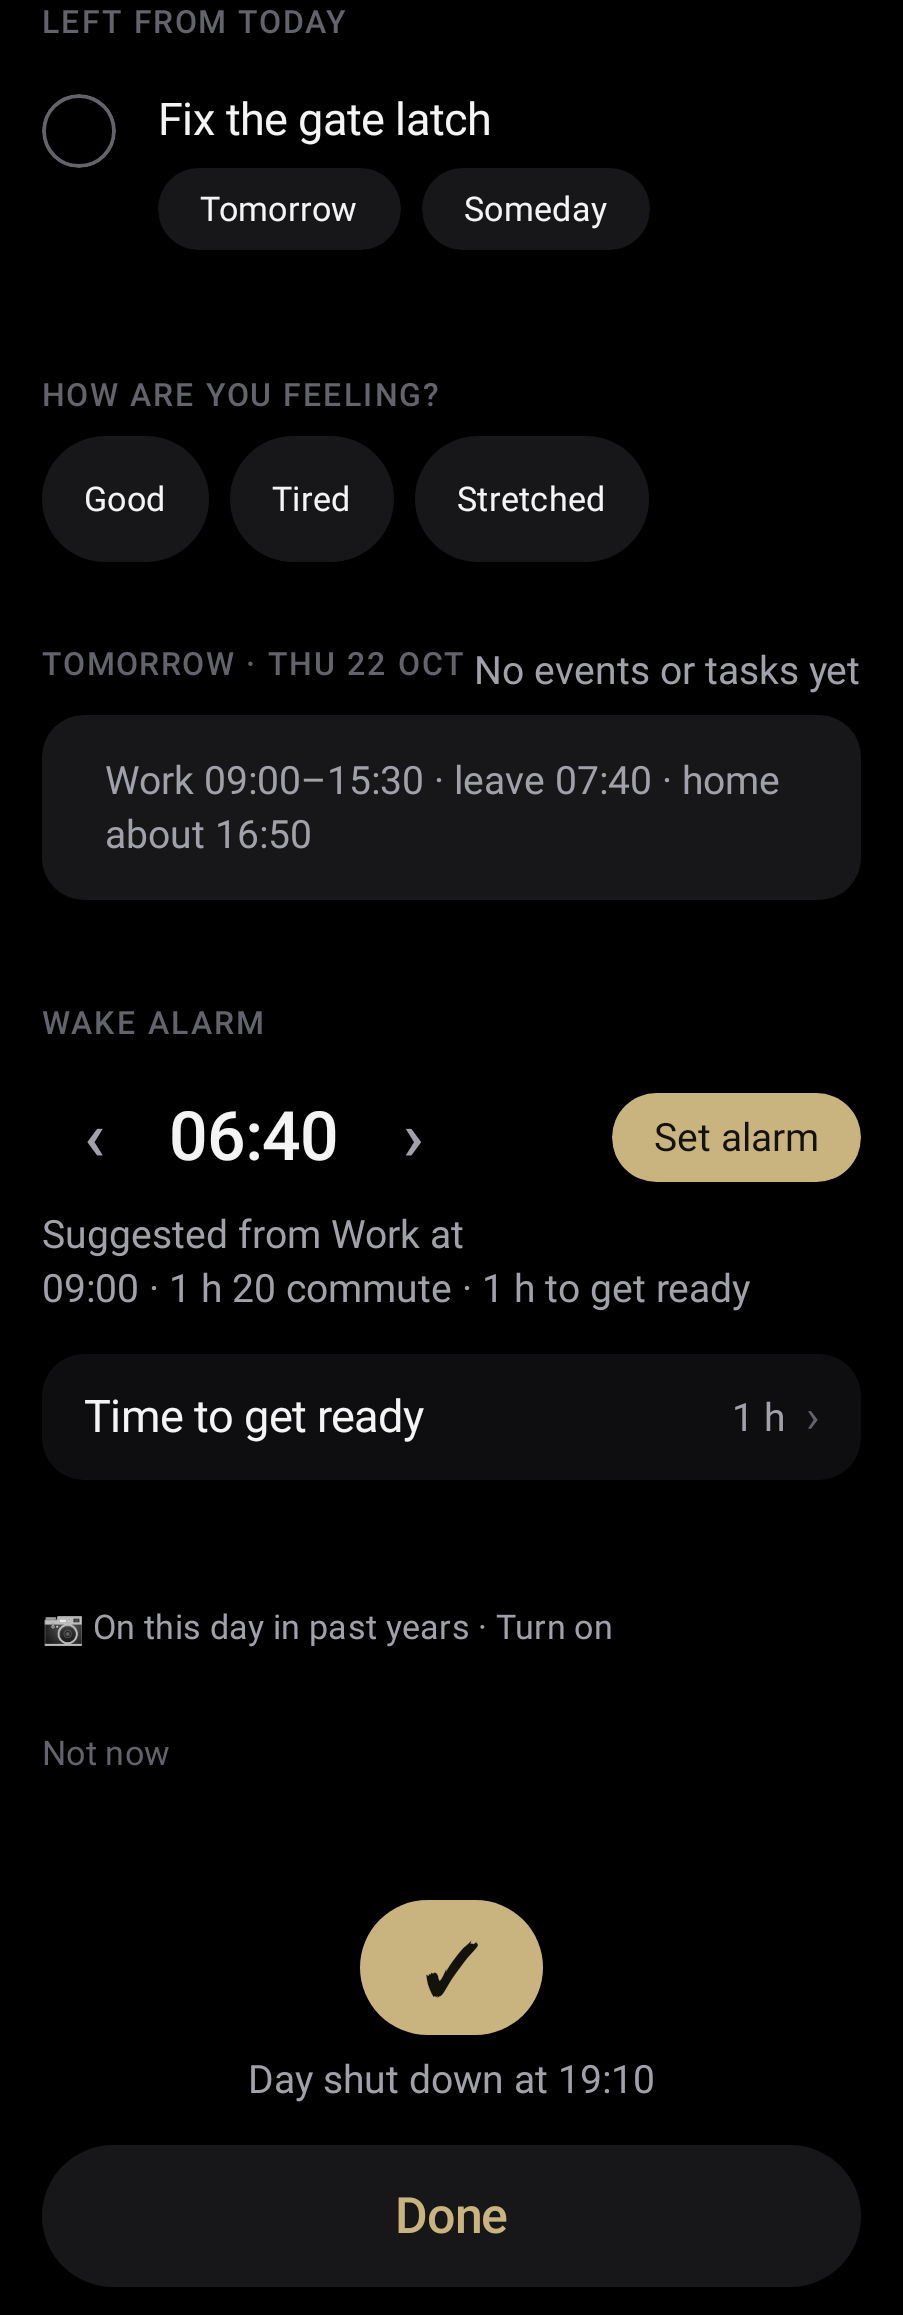 LEFT FROM TODAY
Fix the gate latch
Tomorrow
Someday
HOW ARE YOU FEELING?
Good
Tired
Stretched
TOMORROW · THU 22 OCT
No events or tasks yet
Work 09:00–15:30 · leave 07:40 · home
about 16:50
WAKE ALARM
‹ 06:40 ›
Set alarm
Suggested from Work at
09:00 · 1 h 20 commute · 1 h to get ready
Time to get ready
1 h ›
On this day in past years · Turn on
Not now
✓
Day shut down at 19:10
Done